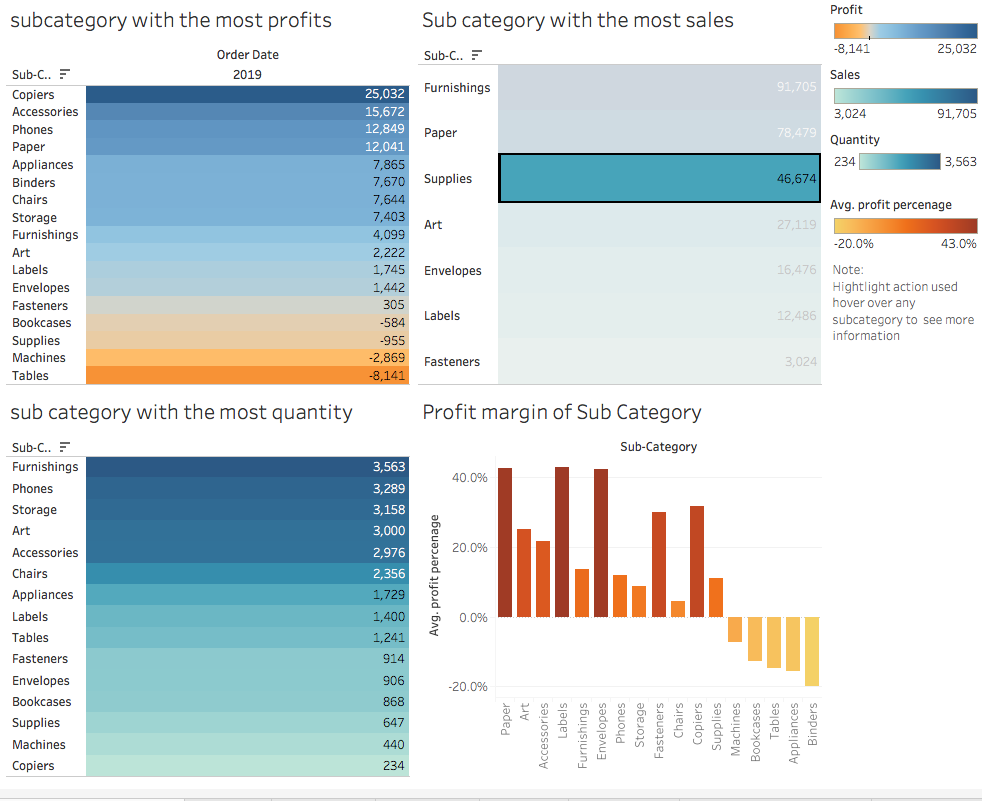 subcategory with the most profits
Order Date
Sub-C.. 2019
Copiers 25,032
Accessories 15,672
Phones 12,849
Paper 12,041
Appliances 7,865
Binders 7,670
Chairs 7,644
Storage 7,403
Furnishings 4,099
Art 2,222
Labels 1,745
Envelopes 1,442
Fasteners 305
Bookcases -584
Supplies -955
Machines -2,869
Tables -8,141
Sub category with the most sales
Sub-C..
Furnishings 91,705
Paper 78,479
Supplies 46,674
Art 27,119
Envelopes 16,476
Labels 12,486
Fasteners 3,024
Profit
-8,141 25,032
Sales
3,024 91,705
Quantity
234 3,563
Avg. profit percenage
-20.0% 43.0%
Note:
Hightlight action used
hover over any
subcategory to see more
information
sub category with the most quantity
Sub-C..
Furnishings 3,563
Phones 3,289
Storage 3,158
Art 3,000
Accessories 2,976
Chairs 2,356
Appliances 1,729
Labels 1,400
Tables 1,241
Fasteners 914
Envelopes 906
Bookcases 868
Supplies 647
Machines 440
Copiers 234
Profit margin of Sub Category
Sub-Category
Avg. profit percenage
40.0%
20.0%
0.0%
-20.0%
Paper
Art
Accessories
Labels
Furnishings
Envelopes
Phones
Storage
Fasteners
Chairs
Copiers
Supplies
Machines
Bookcases
Tables
Appliances
Binders